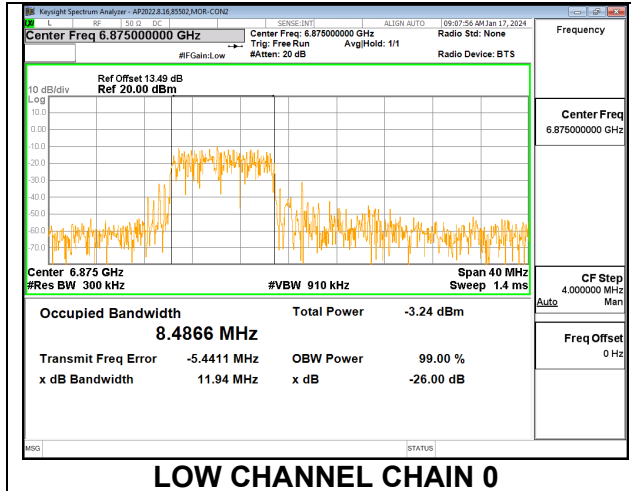 Keysight Spectrum Analyzer - AP2022.8.16,85502,MOR-CON2
L RF 50 Ω DC SENSE:INT ALIGN AUTO 09:07:56 AM Jan 17, 2024
Center Freq 6.875000000 GHz Center Freq: 6.875000000 GHz Radio Std: None Frequency
Trig: Free Run Avg|Hold: 1/1
#IFGain:Low #Atten: 20 dB Radio Device: BTS
Ref Offset 13.49 dB
10 dB/div Ref 20.00 dBm
Log
10.0
0.00
-10.0
-20.0
-30.0
-40.0
-50.0
-60.0
-70.0
Center 6.875 GHz Span 40 MHz
#Res BW 300 kHz #VBW 910 kHz Sweep 1.4 ms
Occupied Bandwidth Total Power -3.24 dBm
8.4866 MHz
Transmit Freq Error -5.4411 MHz OBW Power 99.00 %
x dB Bandwidth 11.94 MHz x dB -26.00 dB
Center Freq
6.875000000 GHz
CF Step
4.000000 MHz
Auto Man
Freq Offset
0 Hz
MSG STATUS
LOW CHANNEL CHAIN 0